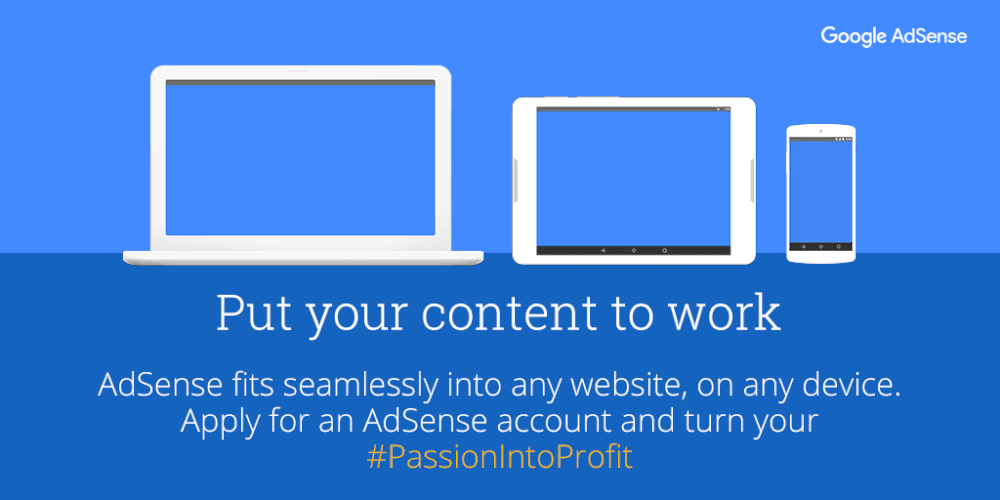 Google AdSense
Put your content to work
AdSense fits seamlessly into any website, on any device.
Apply for an AdSense account and turn your
#PassionIntoProfit